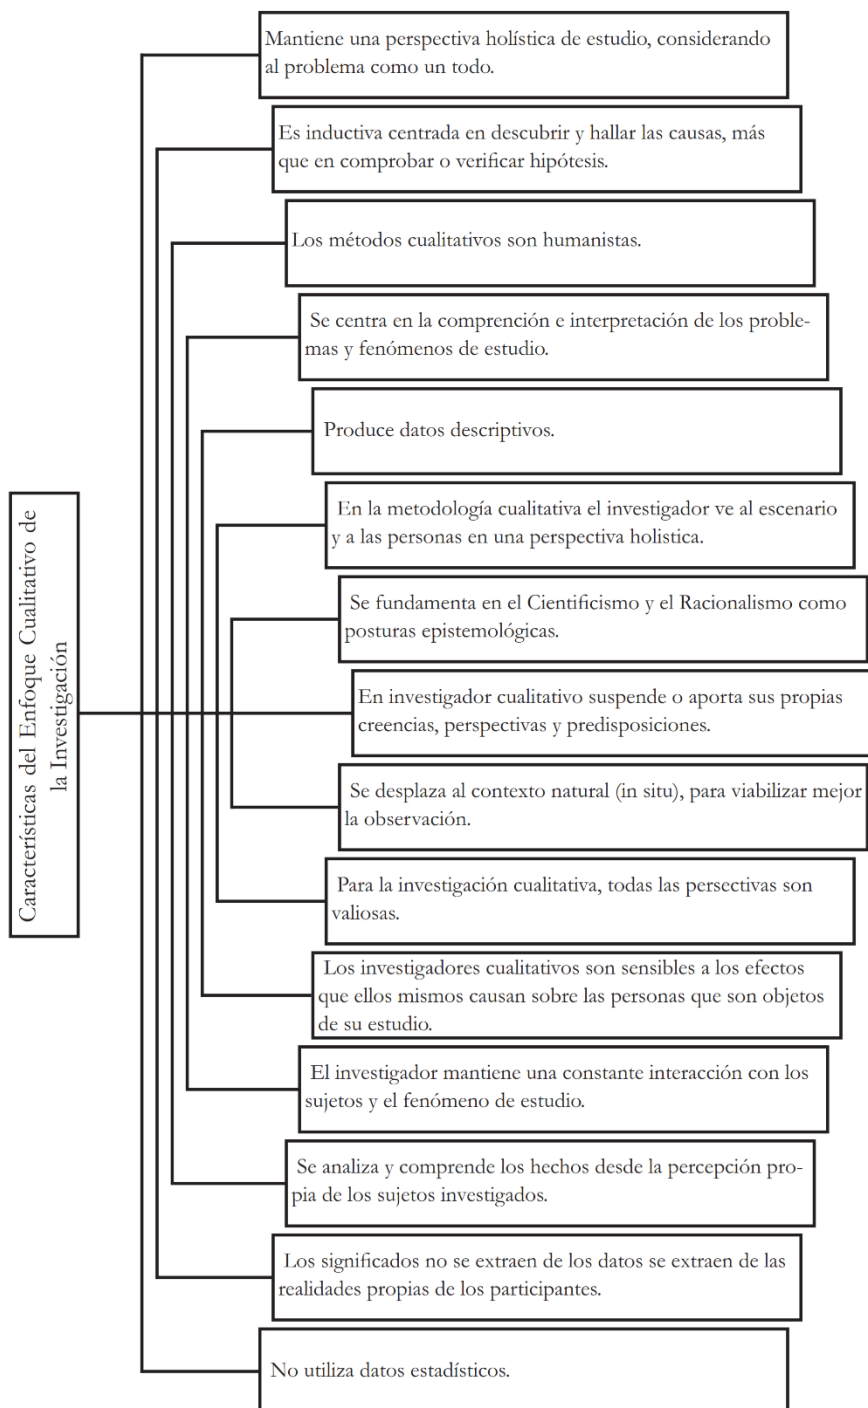 Características del Enfoque Cualitativo de
la Investigación
Mantiene una perspectiva holística de estudio, considerando
al problema como un todo.
Es inductiva centrada en descubrir y hallar las causas, más
que en comprobar o verificar hipótesis.
Los métodos cualitativos son humanistas.
Se centra en la comprención e interpretación de los proble-
mas y fenómenos de estudio.
Produce datos descriptivos.
En la metodología cualitativa el investigador ve al escenario
y a las personas en una perspectiva holistica.
Se fundamenta en el Cientificismo y el Racionalismo como
posturas epistemológicas.
En investigador cualitativo suspende o aporta sus propias
creencias, perspectivas y predisposiciones.
Se desplaza al contexto natural (in situ), para viabilizar mejor
la observación.
Para la investigación cualitativa, todas las persectivas son
valiosas.
Los investigadores cualitativos son sensibles a los efectos
que ellos mismos causan sobre las personas que son objetos
de su estudio.
El investigador mantiene una constante interacción con los
sujetos y el fenómeno de estudio.
Se analiza y comprende los hechos desde la percepción pro-
pia de los sujetos investigados.
Los significados no se extraen de los datos se extraen de las
realidades propias de los participantes.
No utiliza datos estadísticos.